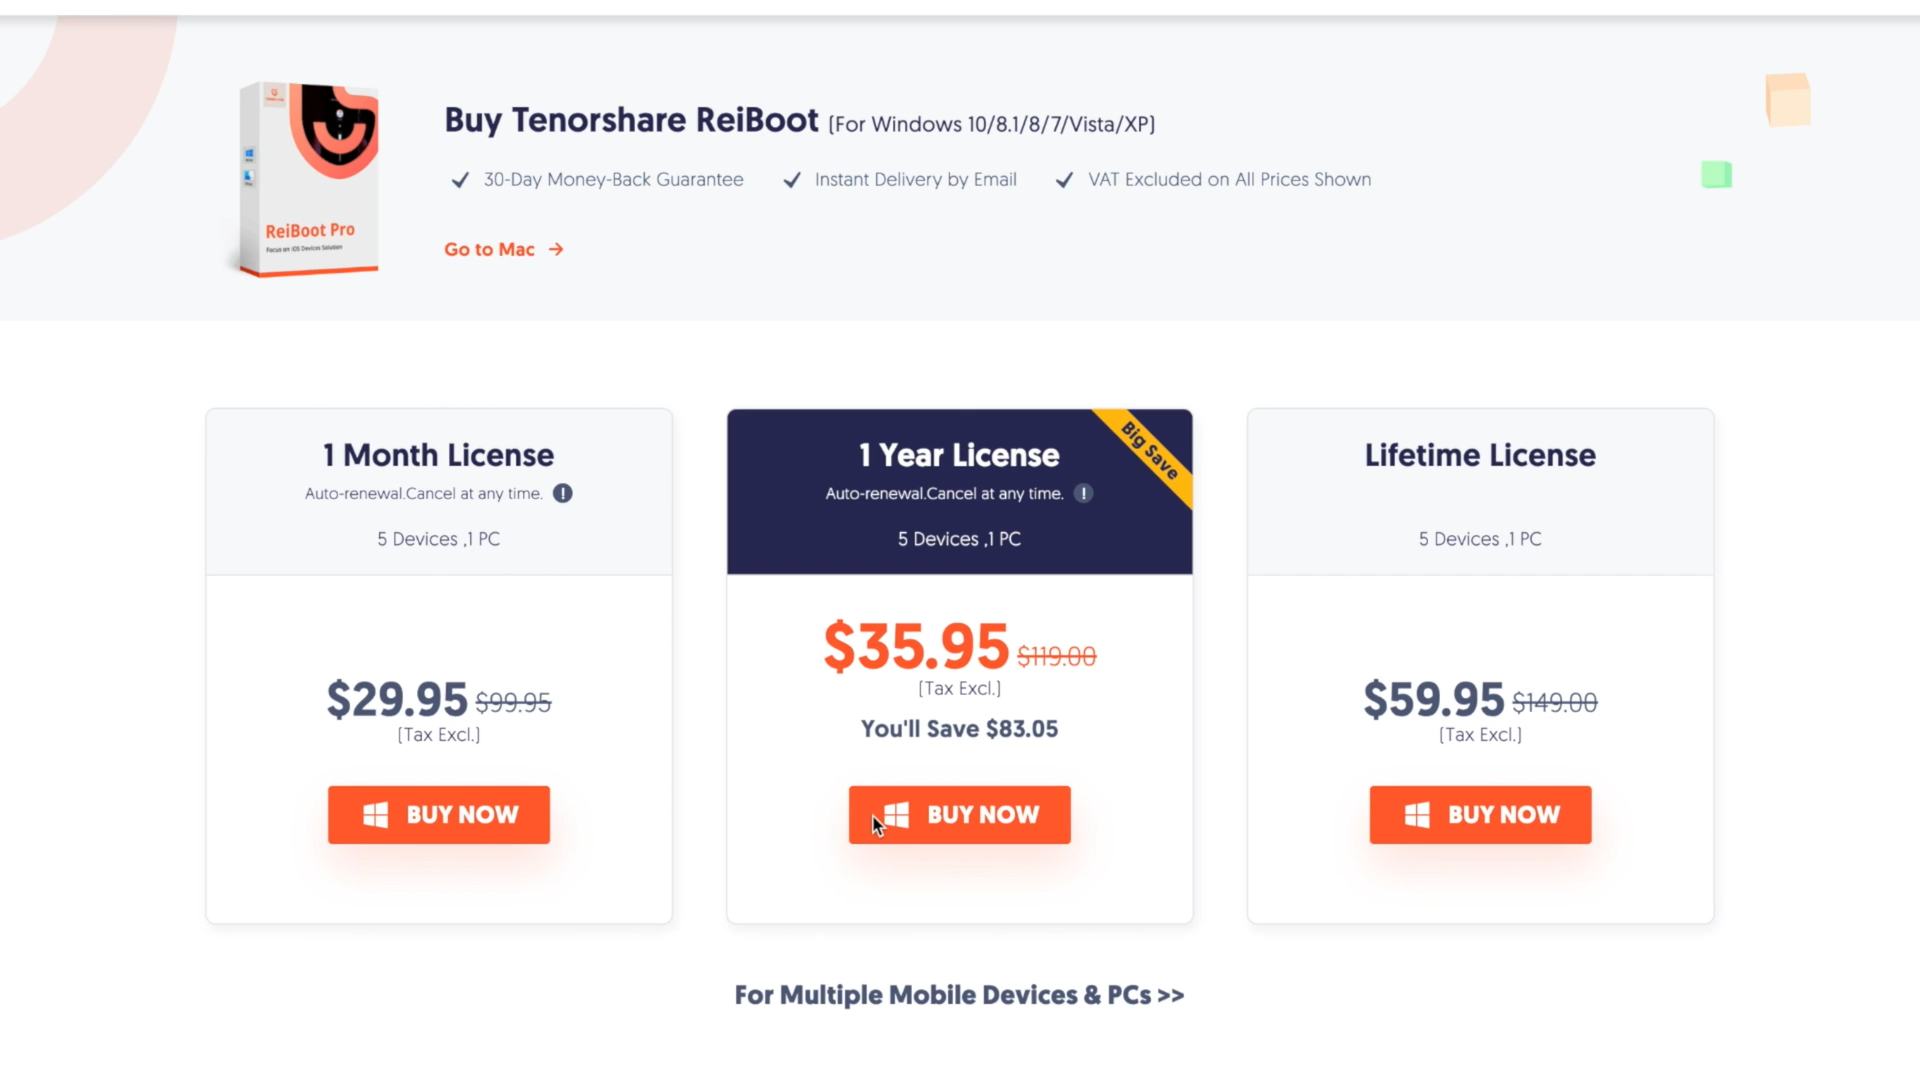 Buy Tenorshare ReiBoot (For Windows 10/8.1/8/7/Vista/XP)
30-Day Money-Back Guarantee
Instant Delivery by Email
VAT Excluded on All Prices Shown
ReiBoot Pro
Focus on iOS Devices Solution
Go to Mac →
1 Month License
Auto-renewal.Cancel at any time. !
5 Devices ,1 PC
$29.95 $99.95
(Tax Excl.)
BUY NOW
1 Year License
Big Save
Auto-renewal.Cancel at any time. !
5 Devices ,1 PC
$35.95 $119.00
(Tax Excl.)
You'll Save $83.05
BUY NOW
Lifetime License
5 Devices ,1 PC
$59.95 $149.00
(Tax Excl.)
BUY NOW
For Multiple Mobile Devices & PCs >>